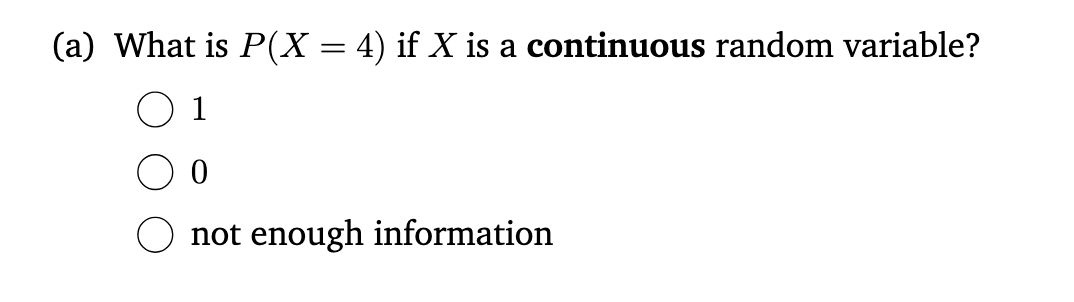 (a) What is P(X = 4) if X is a continuous random variable?
1
0
not enough information